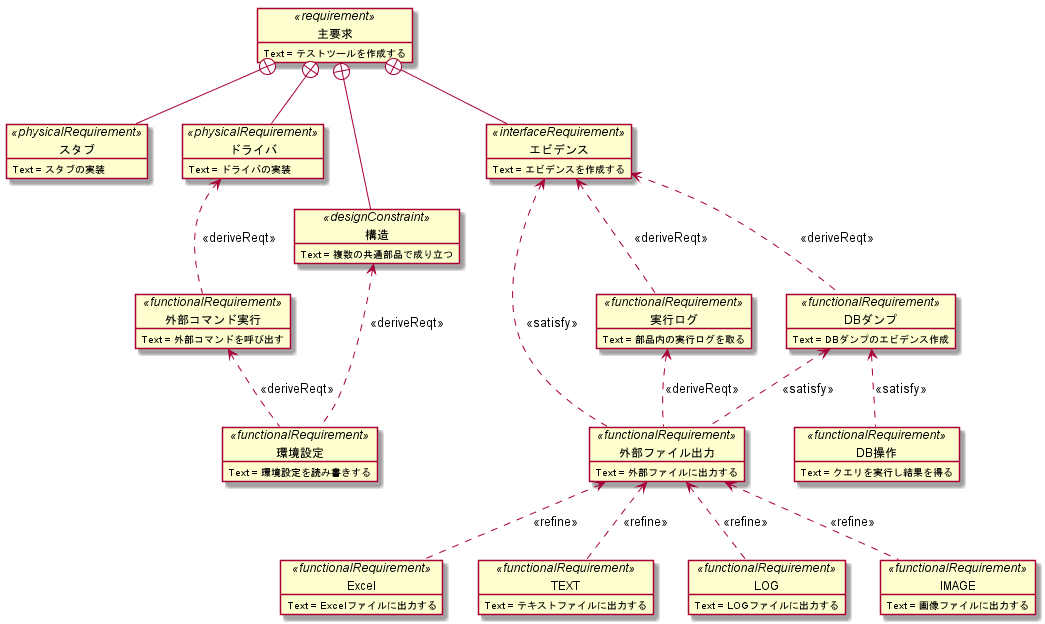 «requirement»
主要求
Text = テストツールを作成する
«physicalRequirement»
スタブ
Text = スタブの実装
«physicalRequirement»
ドライバ
Text = ドライバの実装
«interfaceRequirement»
エビデンス
Text = エビデンスを作成する
«designConstraint»
構造
Text = 複数の共通部品で成り立つ
«deriveReqt»
«deriveReqt»
«deriveReqt»
«functionalRequirement»
外部コマンド実行
Text = 外部コマンドを呼び出す
«deriveReqt»
«satisfy»
«functionalRequirement»
実行ログ
Text = 部品内の実行ログを取る
«functionalRequirement»
DBダンプ
Text = DBダンプのエビデンス作成
«deriveReqt»
«deriveReqt»
«satisfy»
«satisfy»
«functionalRequirement»
環境設定
Text = 環境設定を読み書きする
«functionalRequirement»
外部ファイル出力
Text = 外部ファイルに出力する
«functionalRequirement»
DB操作
Text = クエリを実行し結果を得る
«refine»
«refine»
«refine»
«refine»
«functionalRequirement»
Excel
Text = Excelファイルに出力する
«functionalRequirement»
TEXT
Text = テキストファイルに出力する
«functionalRequirement»
LOG
Text = LOGファイルに出力する
«functionalRequirement»
IMAGE
Text = 画像ファイルに出力する